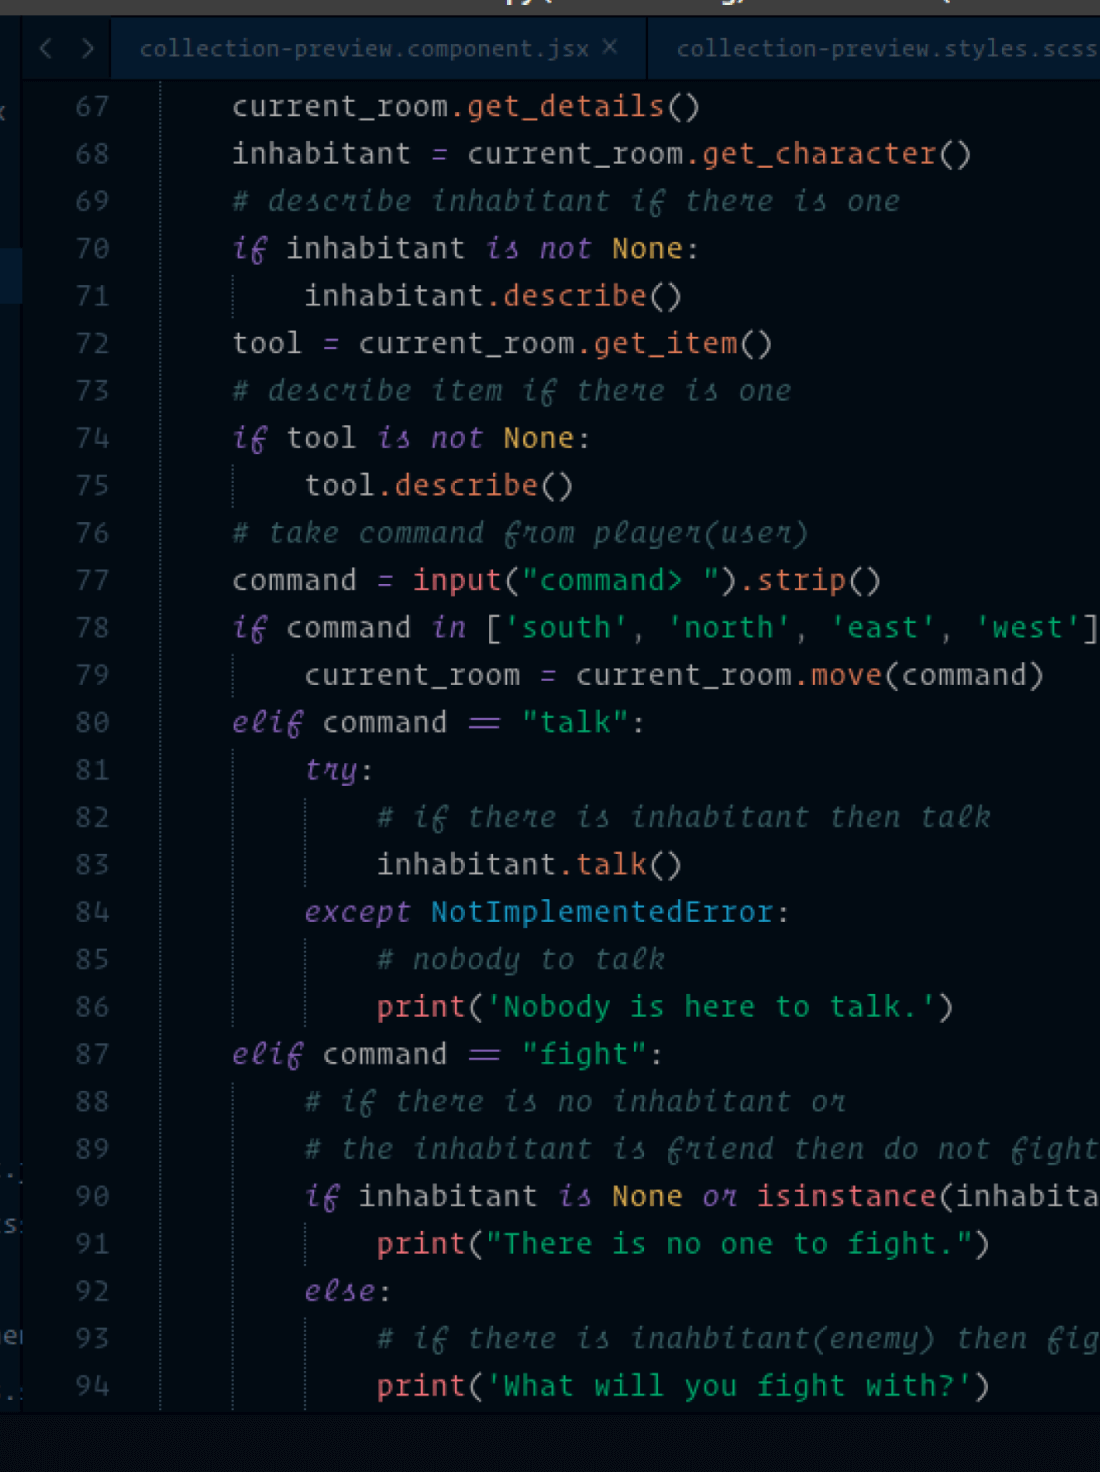 collection-preview.component.jsx × collection-preview.styles.scss
67 current_room.get_details()
68 inhabitant = current_room.get_character()
69 # describe inhabitant if there is one
70 if inhabitant is not None:
71 inhabitant.describe()
72 tool = current_room.get_item()
73 # describe item if there is one
74 if tool is not None:
75 tool.describe()
76 # take command from player(user)
77 command = input("command> ").strip()
78 if command in ['south', 'north', 'east', 'west']
79 current_room = current_room.move(command)
80 elif command == "talk":
81 try:
82 # if there is inhabitant then talk
83 inhabitant.talk()
84 except NotImplementedError:
85 # nobody to talk
86 print('Nobody is here to talk.')
87 elif command == "fight":
88 # if there is no inhabitant or
89 # the inhabitant is friend then do not fight
90 if inhabitant is None or isinstance(inhabita
91 print("There is no one to fight.")
92 else:
93 # if there is inahbitant(enemy) then fig
94 print('What will you fight with?')